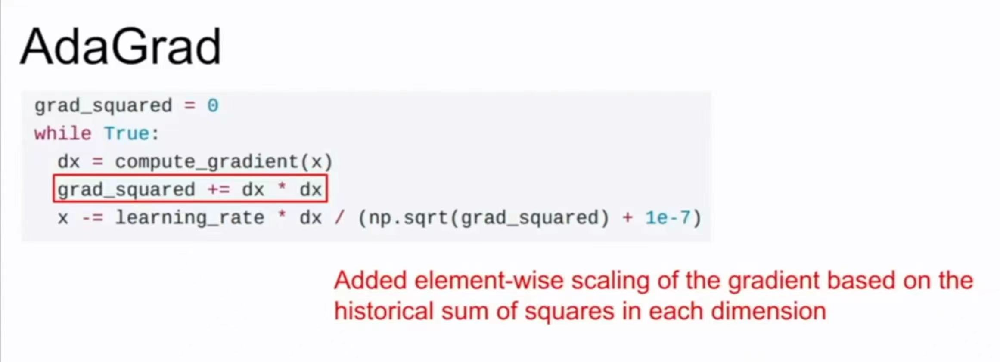 AdaGrad
grad_squared = 0
while True:
dx = compute_gradient(x)
grad_squared += dx * dx
x -= learning_rate * dx / (np.sqrt(grad_squared) + 1e-7)
Added element-wise scaling of the gradient based on the
historical sum of squares in each dimension